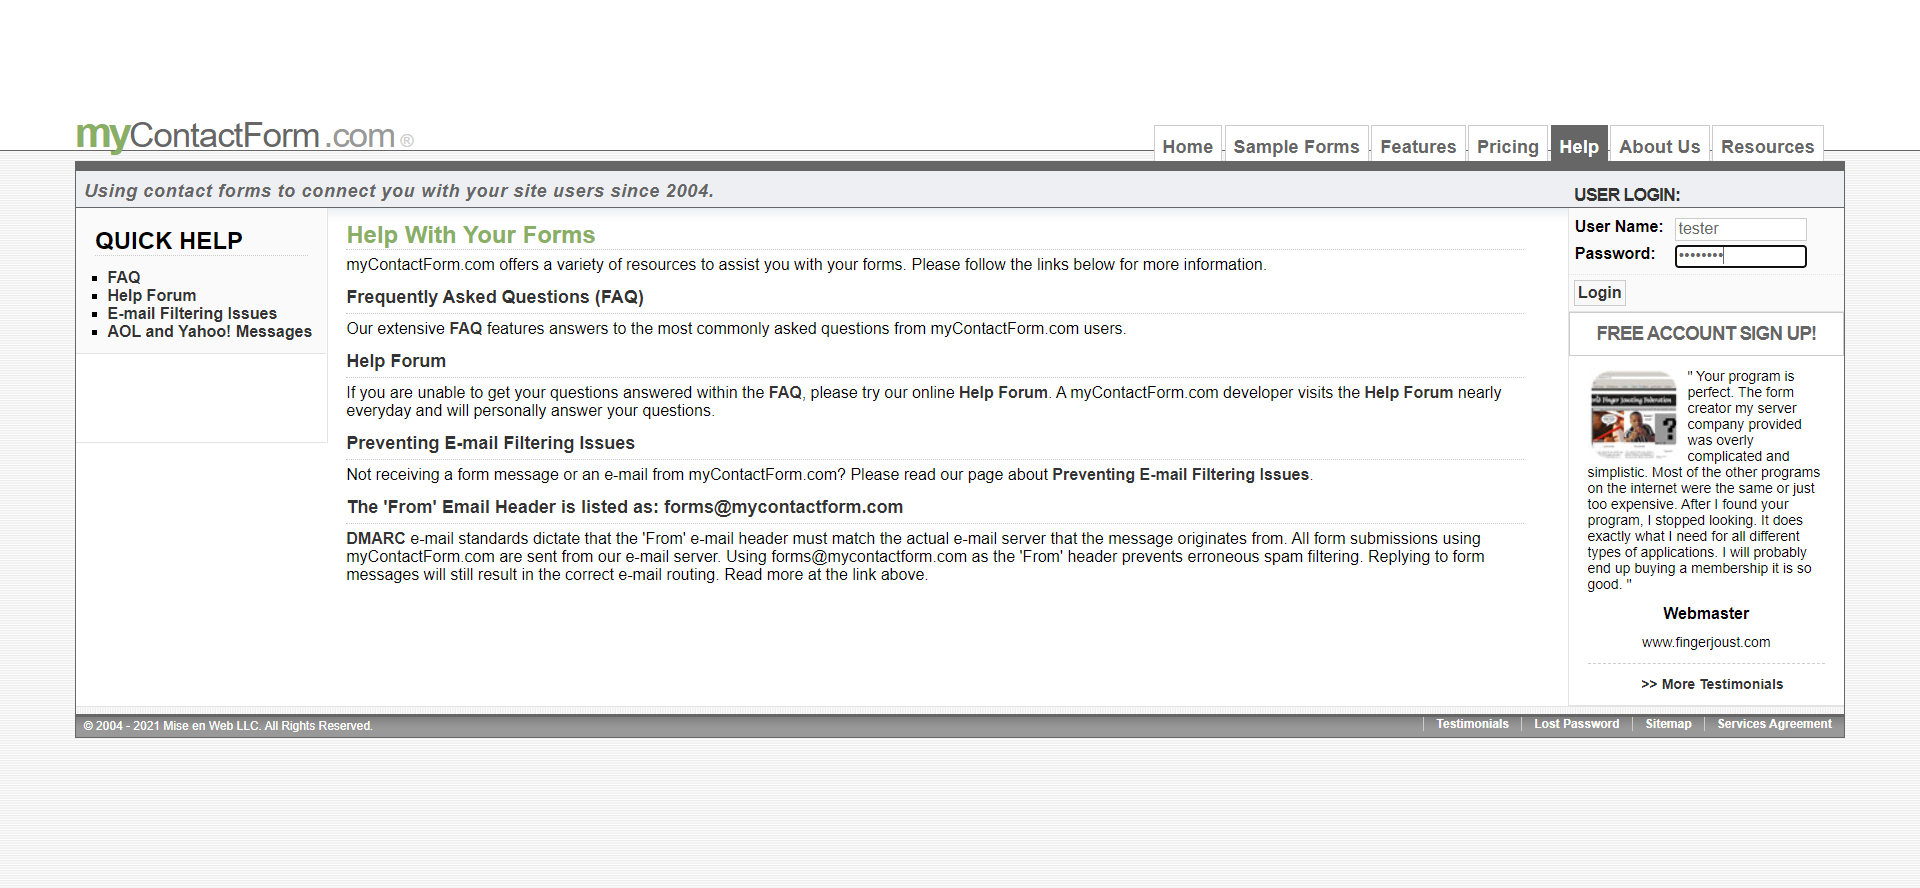 myContactForm.com ®
Home
Sample Forms
Features
Pricing
Help
About Us
Resources
Using contact forms to connect you with your site users since 2004.
USER LOGIN:
QUICK HELP
FAQ
Help Forum
E-mail Filtering Issues
AOL and Yahoo! Messages
Help With Your Forms
myContactForm.com offers a variety of resources to assist you with your forms. Please follow the links below for more information.
Frequently Asked Questions (FAQ)
Our extensive FAQ features answers to the most commonly asked questions from myContactForm.com users.
Help Forum
If you are unable to get your questions answered within the FAQ, please try our online Help Forum. A myContactForm.com developer visits the Help Forum nearly
everyday and will personally answer your questions.
Preventing E-mail Filtering Issues
Not receiving a form message or an e-mail from myContactForm.com? Please read our page about Preventing E-mail Filtering Issues.
The 'From' Email Header is listed as: forms@mycontactform.com
DMARC e-mail standards dictate that the 'From' e-mail header must match the actual e-mail server that the message originates from. All form submissions using
myContactForm.com are sent from our e-mail server. Using forms@mycontactform.com as the 'From' header prevents erroneous spam filtering. Replying to form
messages will still result in the correct e-mail routing. Read more at the link above.
User Name: tester
Password: ••••••••
Login
FREE ACCOUNT SIGN UP!
" Your program is
perfect. The form
creator my server
company provided
was overly
complicated and
simplistic. Most of the other programs
on the internet were the same or just
too expensive. After I found your
program, I stopped looking. It does
exactly what I need for all different
types of applications. I will probably
end up buying a membership it is so
good. "
Webmaster
www.fingerjoust.com
>> More Testimonials
© 2004 - 2021 Mise en Web LLC. All Rights Reserved.
Testimonials
Lost Password
Sitemap
Services Agreement